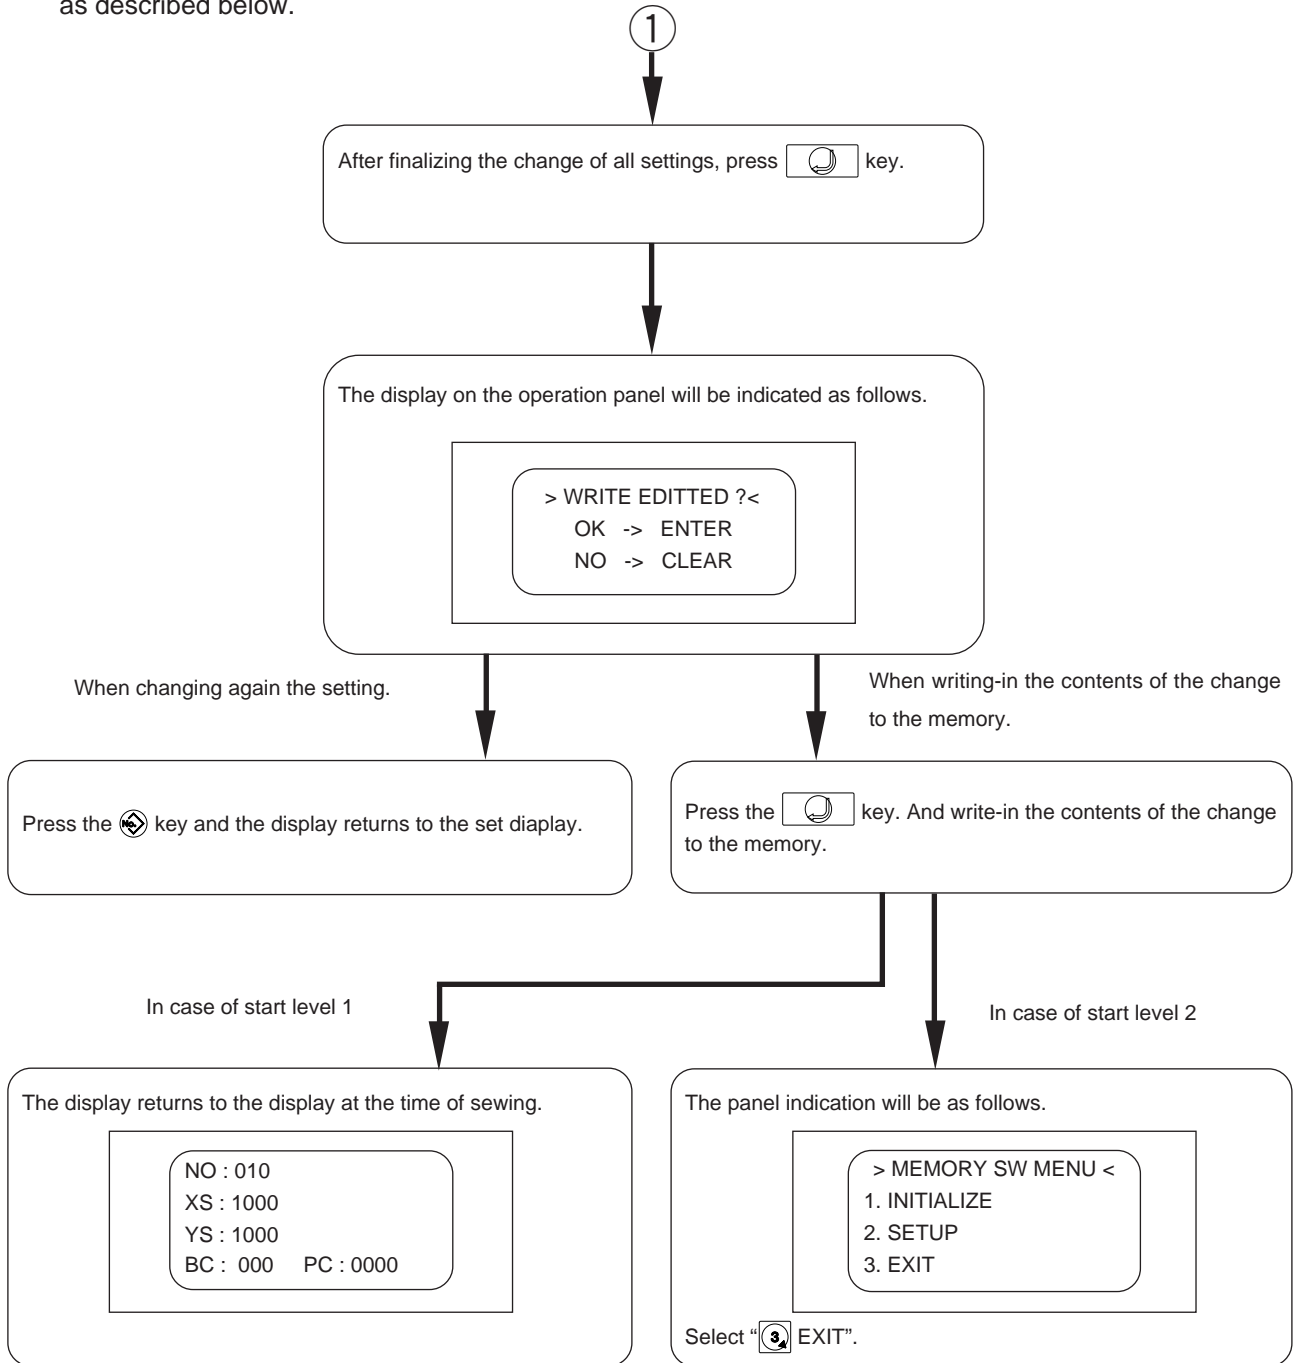 as described below.
1
After finalizing the change of all settings, press key.
The display on the operation panel will be indicated as follows.
> WRITE EDITTED ?<
OK -> ENTER
NO -> CLEAR
When changing again the setting.
When writing-in the contents of the change
to the memory.
Press the No. key and the display returns to the set diaplay.
Press the key. And write-in the contents of the change
to the memory.
In case of start level 1
In case of start level 2
The display returns to the display at the time of sewing.
NO : 010
XS : 1000
YS : 1000
BC : 000 PC : 0000
The panel indication will be as follows.
> MEMORY SW MENU <
1. INITIALIZE
2. SETUP
3. EXIT
Select “3 EXIT”.